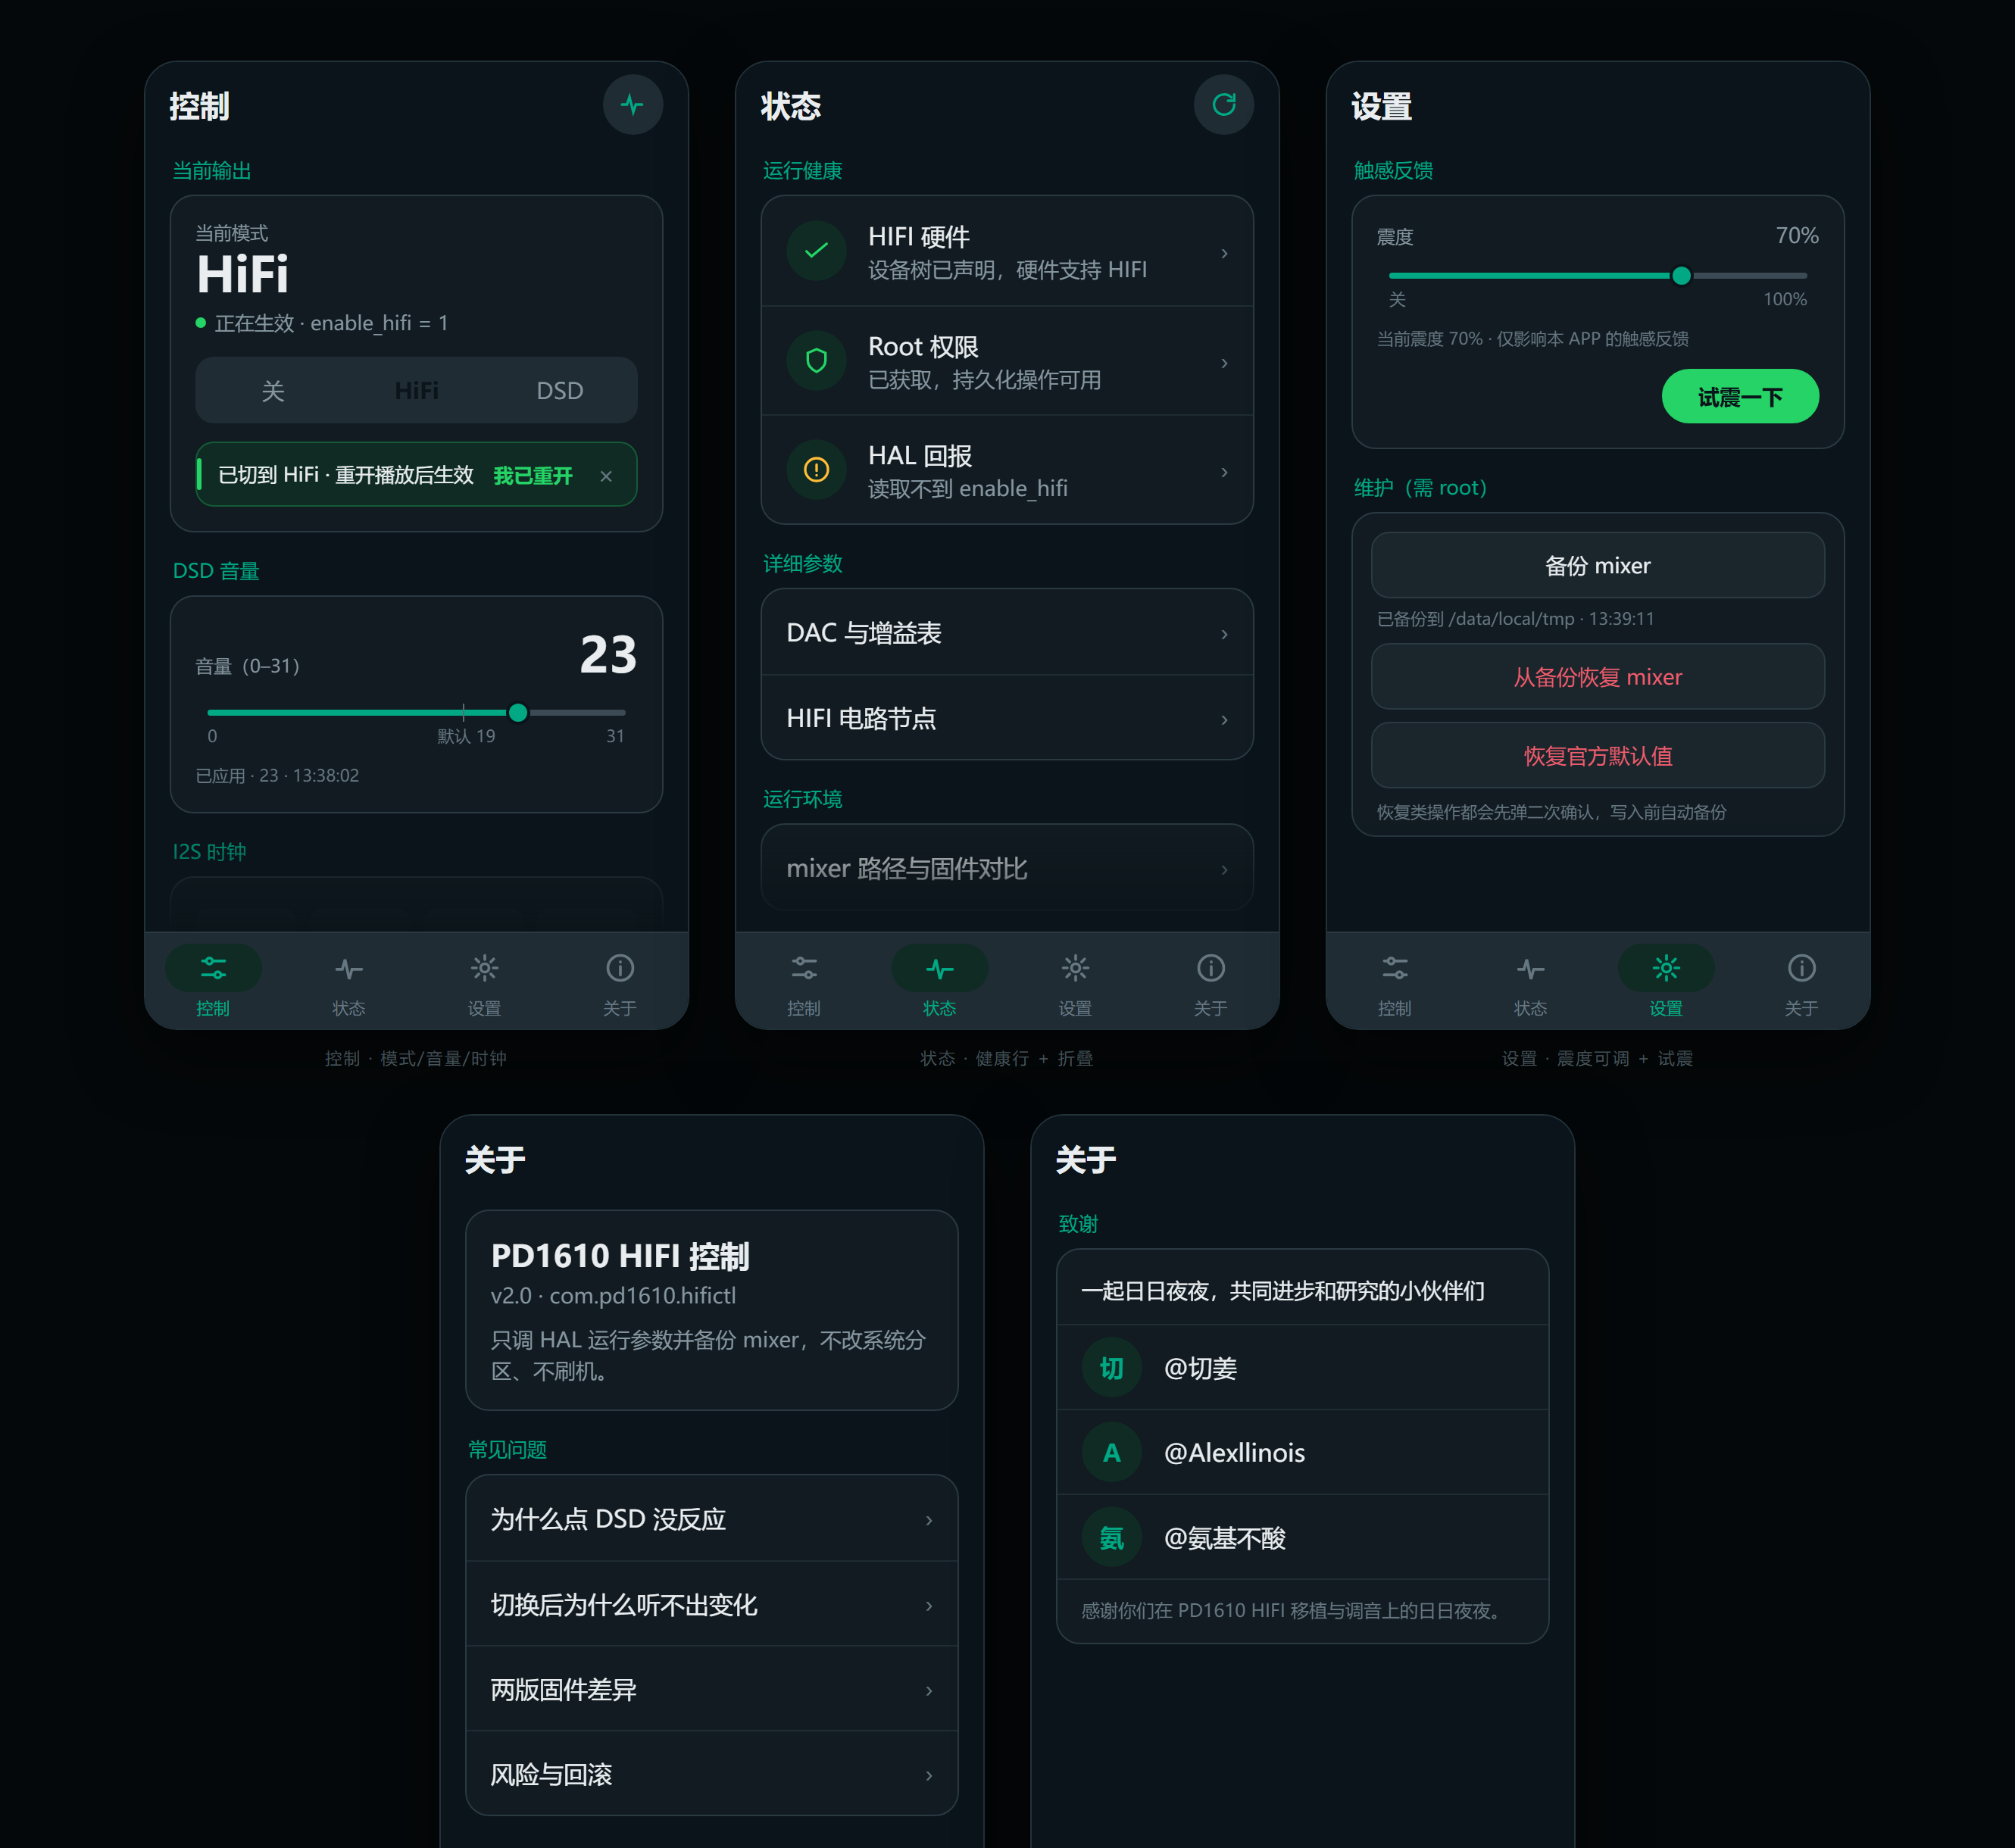 控制
当前输出
当前模式
HiFi
正在生效 · enable_hifi = 1
关 HiFi DSD
已切到 HiFi · 重开播放后生效 我已重开 ×
DSD 音量
音量（0–31） 23
0 默认 19 31
已应用 · 23 · 13:38:02
I2S 时钟
控制 状态 设置 关于
控制 · 模式/音量/时钟
状态
运行健康
HIFI 硬件
设备树已声明，硬件支持 HIFI
Root 权限
已获取，持久化操作可用
HAL 回报
读取不到 enable_hifi
详细参数
DAC 与增益表
HIFI 电路节点
运行环境
mixer 路径与固件对比
控制 状态 设置 关于
状态 · 健康行 + 折叠
设置
触感反馈
震度 70%
关 100%
当前震度 70% · 仅影响本 APP 的触感反馈
试震一下
维护（需 root）
备份 mixer
已备份到 /data/local/tmp · 13:39:11
从备份恢复 mixer
恢复官方默认值
恢复类操作都会先弹二次确认，写入前自动备份
控制 状态 设置 关于
设置 · 震度可调 + 试震
关于
PD1610 HIFI 控制
v2.0 · com.pd1610.hifictl
只调 HAL 运行参数并备份 mixer，不改系统分
区、不刷机。
常见问题
为什么点 DSD 没反应
切换后为什么听不出变化
两版固件差异
风险与回滚
关于
致谢
一起日日夜夜，共同进步和研究的小伙伴们
切 @切姜
A @Alexllinois
氨 @氨基不酸
感谢你们在 PD1610 HIFI 移植与调音上的日日夜夜。